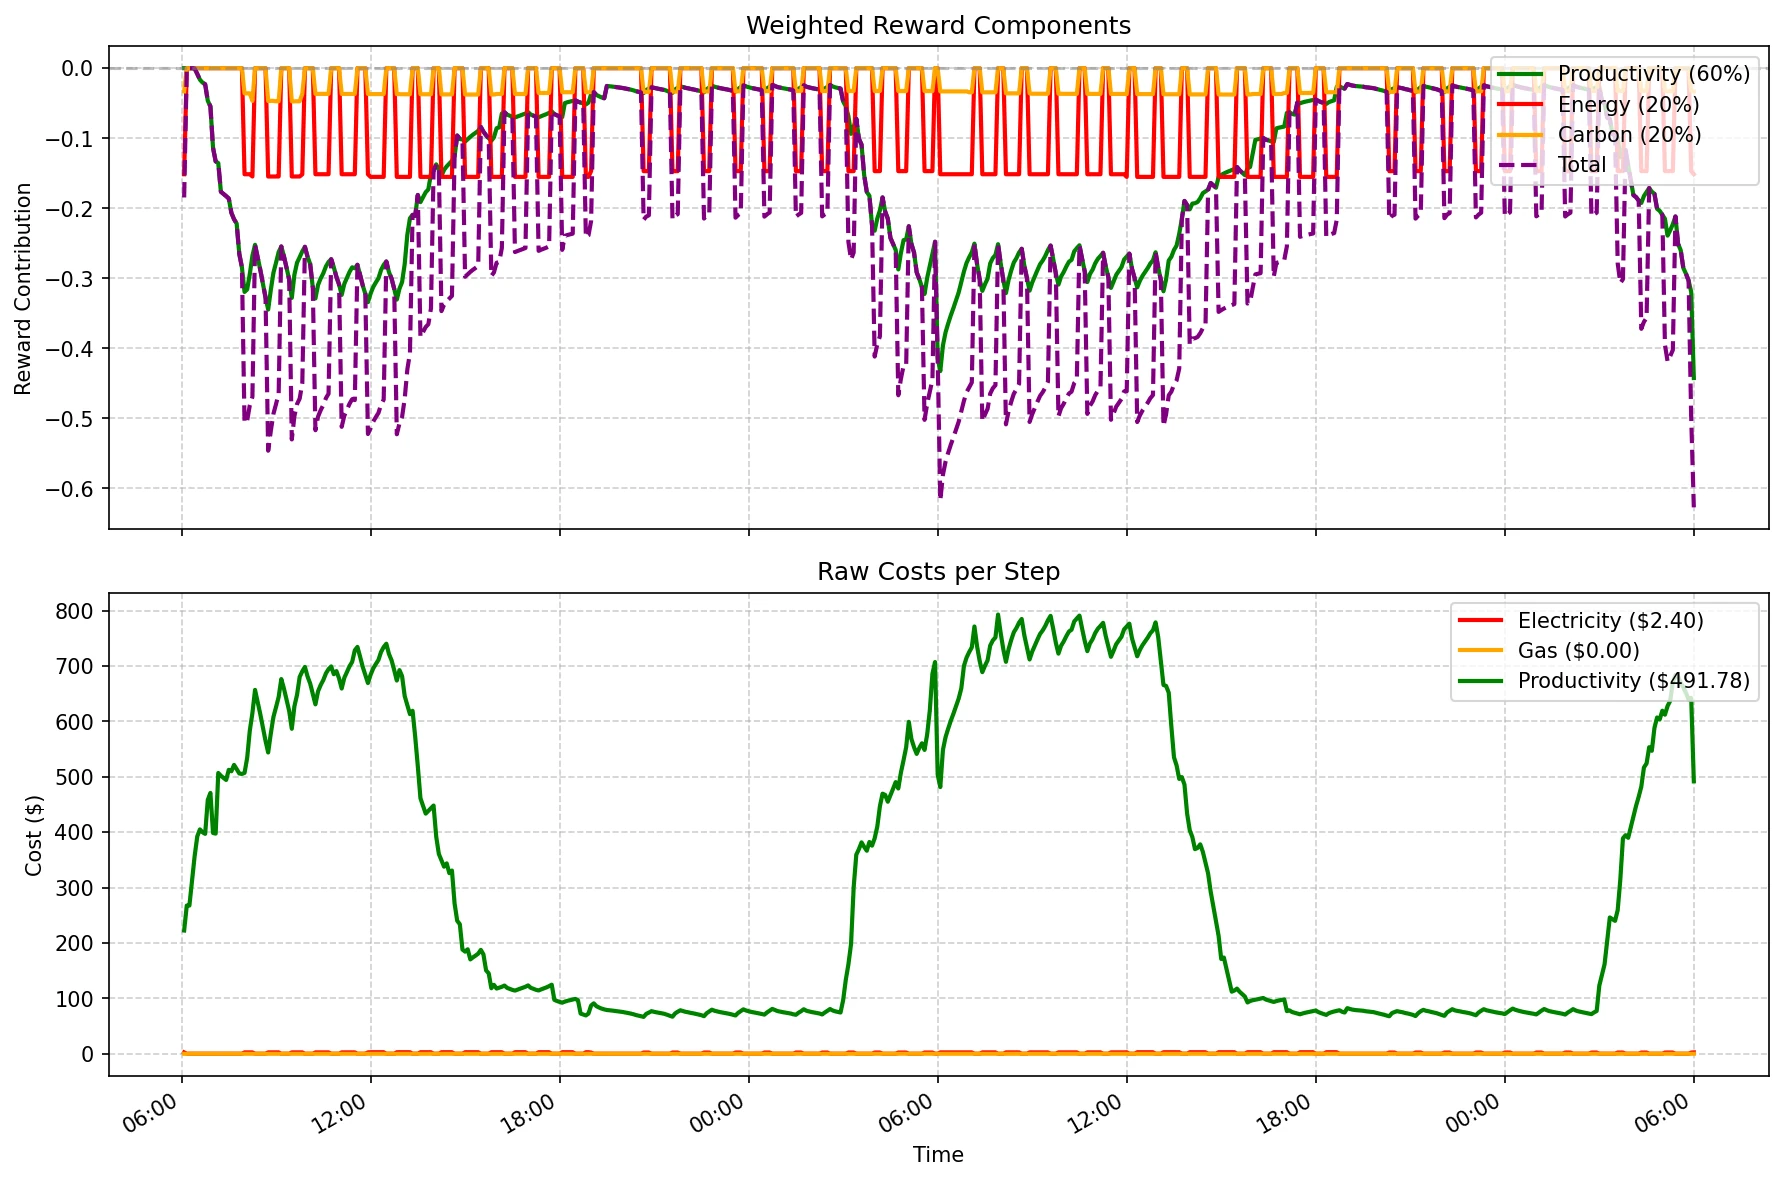 Weighted Reward Components
Reward Contribution
0.0
−0.1
−0.2
−0.3
−0.4
−0.5
−0.6
Productivity (60%)
Energy (20%)
Carbon (20%)
Total
Raw Costs per Step
Cost ($)
800
700
600
500
400
300
200
100
0
Electricity ($2.40)
Gas ($0.00)
Productivity ($491.78)
06:00 12:00 18:00 00:00 06:00 12:00 18:00 00:00 06:00
Time